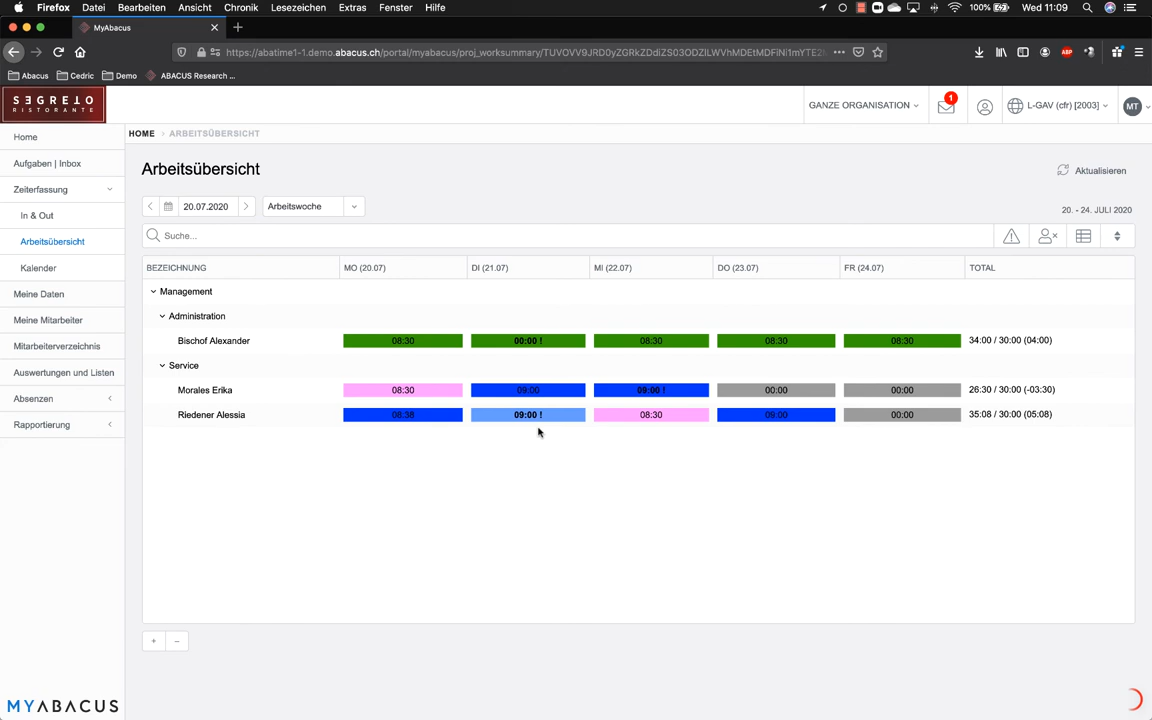 Firefox Datei Bearbeiten Ansicht Chronik Lesezeichen Extras Fenster Hilfe 100% Wed 11:09
MyAbacus
https://abatime1-1.demo.abacus.ch/portal/myabacus/proj_worksummary/
ABP
Abacus Cedric Demo ABACUS Research ...
SEGRETO
RISTORANTE
GANZE ORGANISATION 1 L-GAV (cfr) [2003] MT
Home
HOME > ARBEITSÜBERSICHT
Aufgaben | Inbox
Arbeitsübersicht
Aktualisieren
Zeiterfassung
20.07.2020 Arbeitswoche
20. - 24. JULI 2020
In & Out
Suche...
Arbeitsübersicht
Kalender
BEZEICHNUNG MO (20.07) DI (21.07) MI (22.07) DO (23.07) FR (24.07) TOTAL
Meine Daten
Management
Meine Mitarbeiter
Administration
Mitarbeiterverzeichnis
Bischof Alexander 08:30 00:00 ! 08:30 08:30 08:30 34:00 / 30:00 (04:00)
Auswertungen und Listen
Service
Absenzen
Morales Erika 08:30 09:00 09:00 ! 00:00 00:00 26:30 / 30:00 (-03:30)
Rapportierung
Riedener Alessia 08:38 09:00 ! 08:30 09:00 00:00 35:08 / 30:00 (05:08)
+ −
MYABACUS